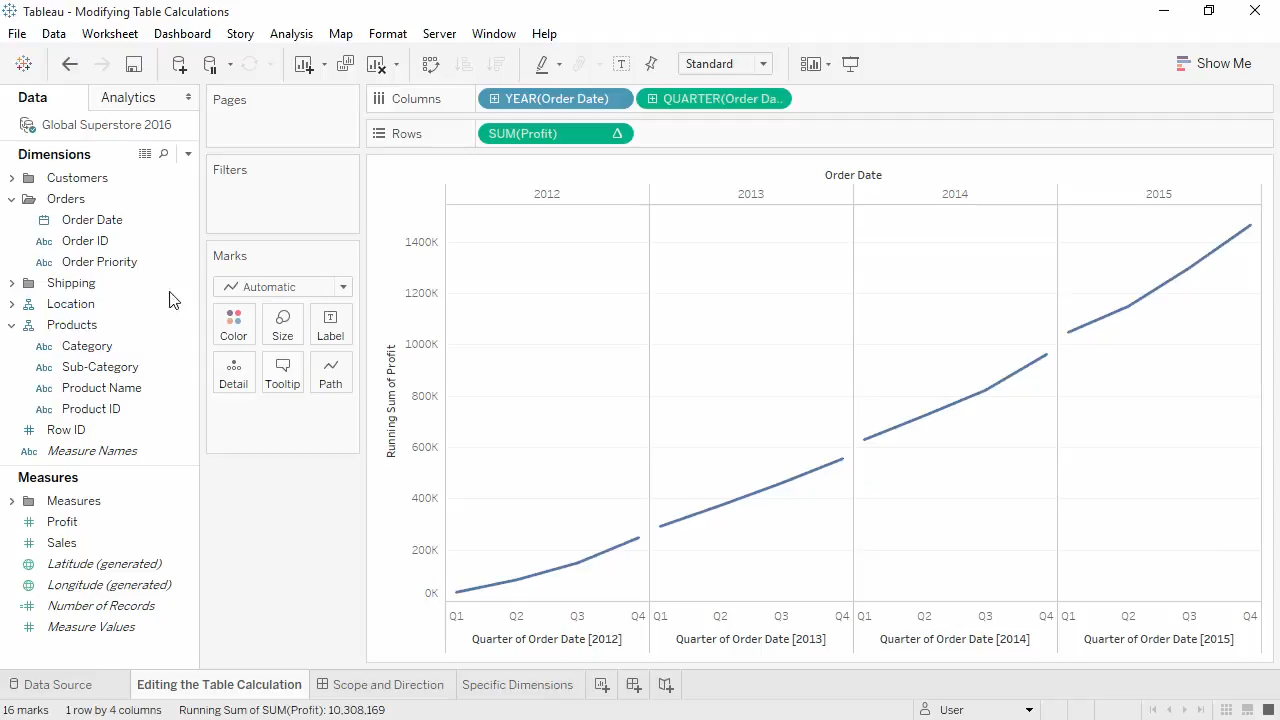 Tableau - Modifying Table Calculations
File Data Worksheet Dashboard Story Analysis Map Format Server Window Help
Standard
Show Me
Data Analytics
Global Superstore 2016
Dimensions
Customers
Orders
Order Date
Abc Order ID
Abc Order Priority
Shipping
Location
Products
Abc Category
Abc Sub-Category
Abc Product Name
Abc Product ID
# Row ID
Abc Measure Names
Measures
Measures
# Profit
# Sales
Latitude (generated)
Longitude (generated)
=# Number of Records
# Measure Values
Pages
Filters
Marks
Automatic
Color Size Label
Detail Tooltip Path
Columns YEAR(Order Date) QUARTER(Order Da..
Rows SUM(Profit) Δ
Order Date
2012 2013 2014 2015
Running Sum of Profit
1400K
1200K
1000K
800K
600K
400K
200K
0K
Q1 Q2 Q3 Q4 Q1 Q2 Q3 Q4 Q1 Q2 Q3 Q4 Q1 Q2 Q3 Q4
Quarter of Order Date [2012] Quarter of Order Date [2013] Quarter of Order Date [2014] Quarter of Order Date [2015]
Data Source Editing the Table Calculation Scope and Direction Specific Dimensions
16 marks 1 row by 4 columns Running Sum of SUM(Profit): 10,308,169 User